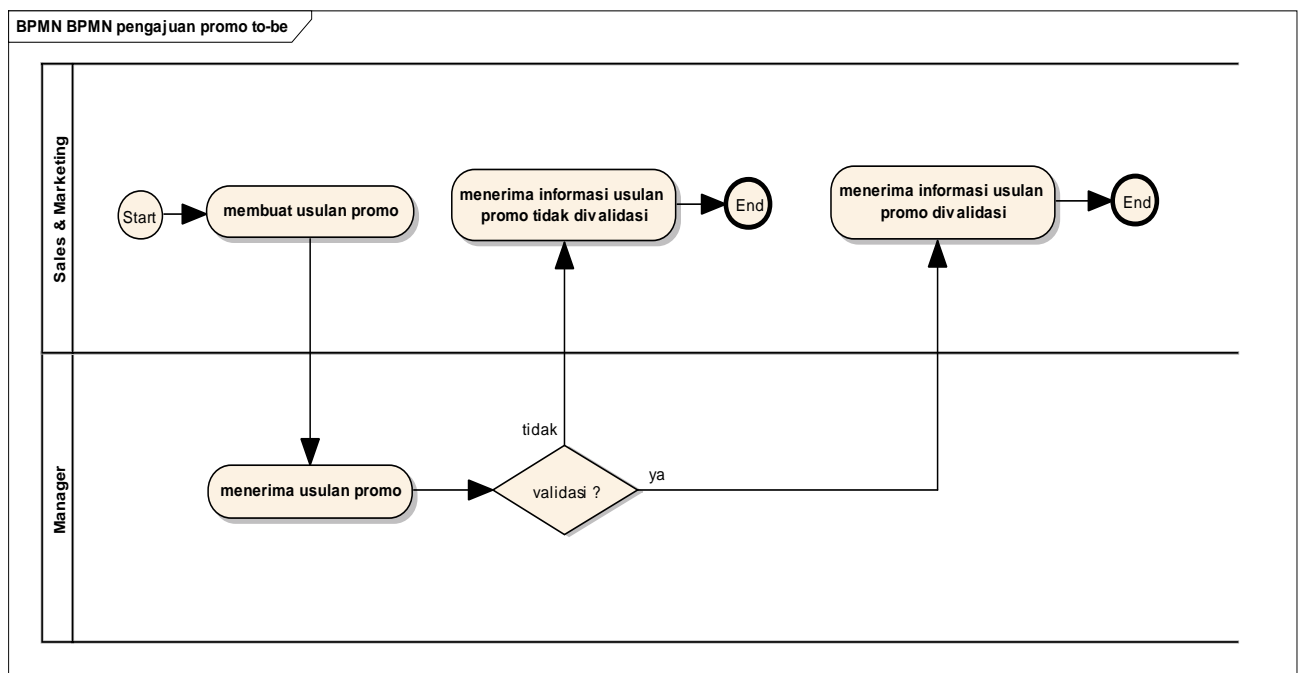 BPMN BPMN pengajuan promo to-be
Sales & Marketing
Start
membuat usulan promo
menerima informasi usulan
promo tidak divalidasi
End
menerima informasi usulan
promo divalidasi
End
Manager
menerima usulan promo
tidak
validasi ?
ya